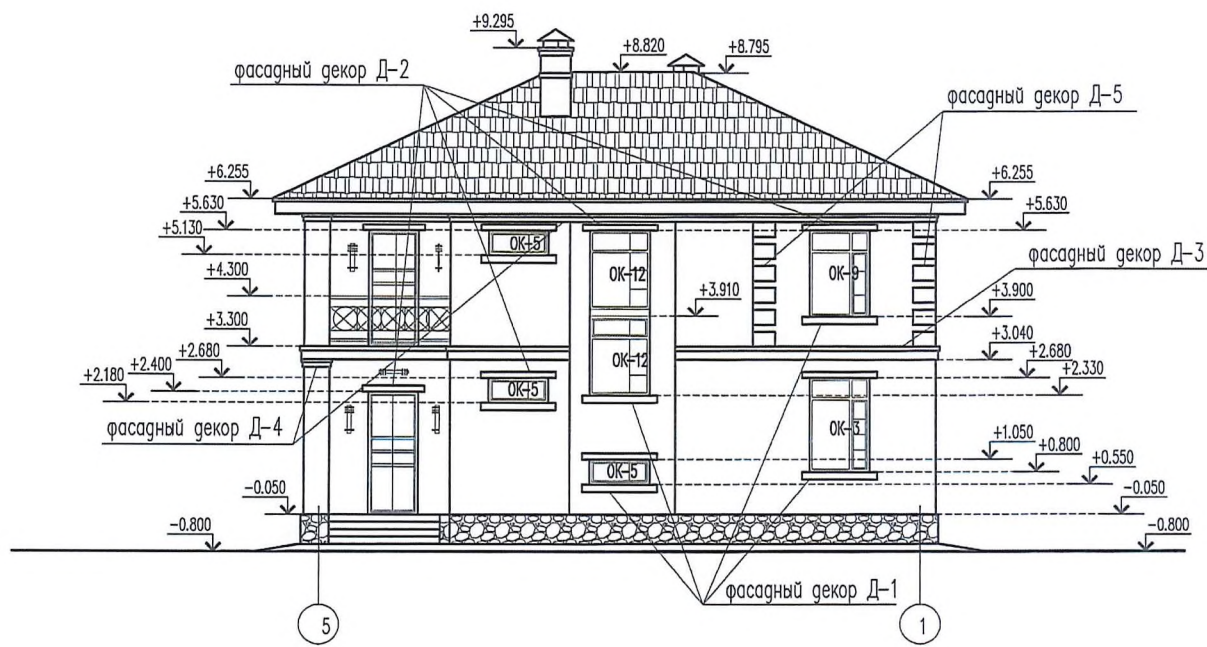 +9.295
+8.820
+8.795
фасадный декор Д-2
фасадный декор Д-5
+6.255
+6.255
+5.630
+5.630
+5.130
ОК-5
ОК-12
ОК-9
фасадный декор Д-3
+4.300
+3.910
+3.900
+3.300
+3.040
ОК-12
+2.680
+2.680
+2.400
+2.330
+2.180
ОК-5
фасадный декор Д-4
ОК-3
+1.050
+0.800
ОК-5
+0.550
-0.050
-0.050
-0.800
-0.800
фасадный декор Д-1
5
1